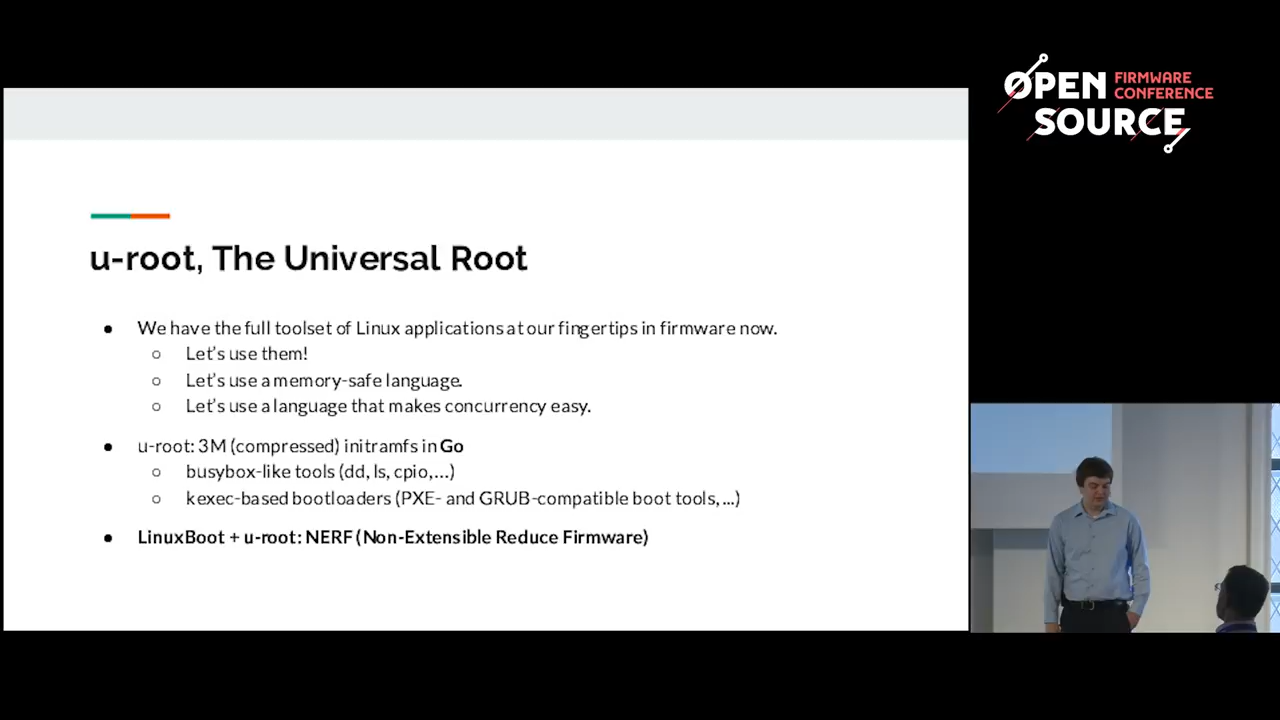 OPEN FIRMWARE
CONFERENCE
SOURCE
u-root, The Universal Root
● We have the full toolset of Linux applications at our fingertips in firmware now.
○ Let's use them!
○ Let's use a memory-safe language.
○ Let's use a language that makes concurrency easy.
● u-root: 3M (compressed) initramfs in Go
○ busybox-like tools (dd, ls, cpio,...)
○ kexec-based bootloaders (PXE- and GRUB-compatible boot tools, ...)
● LinuxBoot + u-root: NERF (Non-Extensible Reduce Firmware)